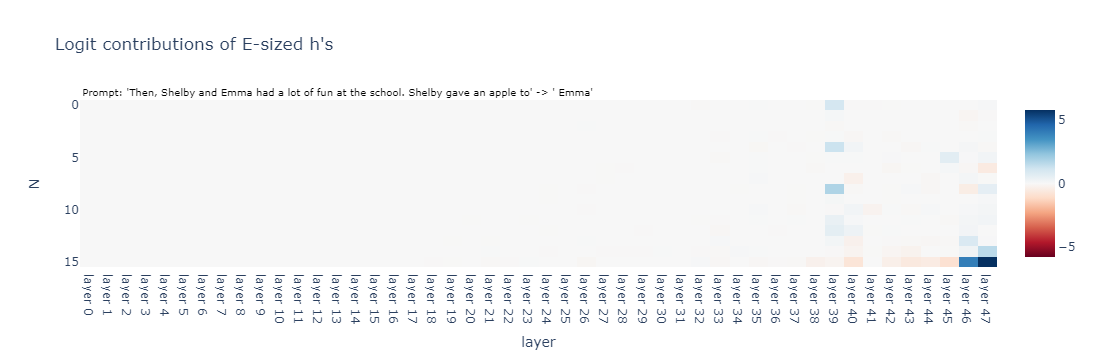 Logit contributions of E-sized h's
Prompt: 'Then, Shelby and Emma had a lot of fun at the school. Shelby gave an apple to' -> ' Emma'
N
0
5
10
15
layer 0
layer 1
layer 2
layer 3
layer 4
layer 5
layer 6
layer 7
layer 8
layer 9
layer 10
layer 11
layer 12
layer 13
layer 14
layer 15
layer 16
layer 17
layer 18
layer 19
layer 20
layer 21
layer 22
layer 23
layer 24
layer 25
layer 26
layer 27
layer 28
layer 29
layer 30
layer 31
layer 32
layer 33
layer 34
layer 35
layer 36
layer 37
layer 38
layer 39
layer 40
layer 41
layer 42
layer 43
layer 44
layer 45
layer 46
layer 47
layer
5
0
−5